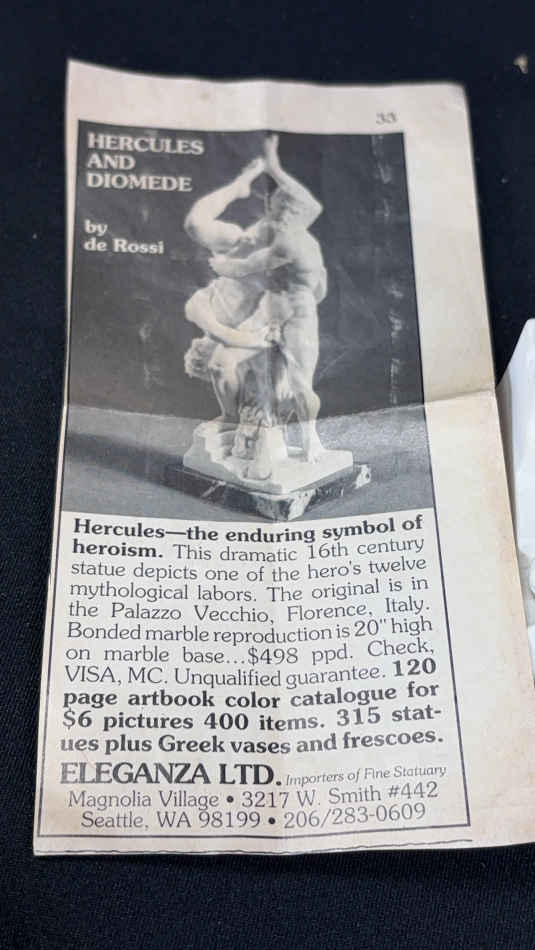 33
HERCULES
AND
DIOMEDE
by
de Rossi
Hercules—the enduring symbol of
heroism. This dramatic 16th century
statue depicts one of the hero's twelve
mythological labors. The original is in
the Palazzo Vecchio, Florence, Italy.
Bonded marble reproduction is 20" high
on marble base...$498 ppd. Check,
VISA, MC. Unqualified guarantee. 120
page artbook color catalogue for
$6 pictures 400 items. 315 stat-
ues plus Greek vases and frescoes.
ELEGANZA LTD. Importers of Fine Statuary
Magnolia Village • 3217 W. Smith #442
Seattle, WA 98199 • 206/283-0609